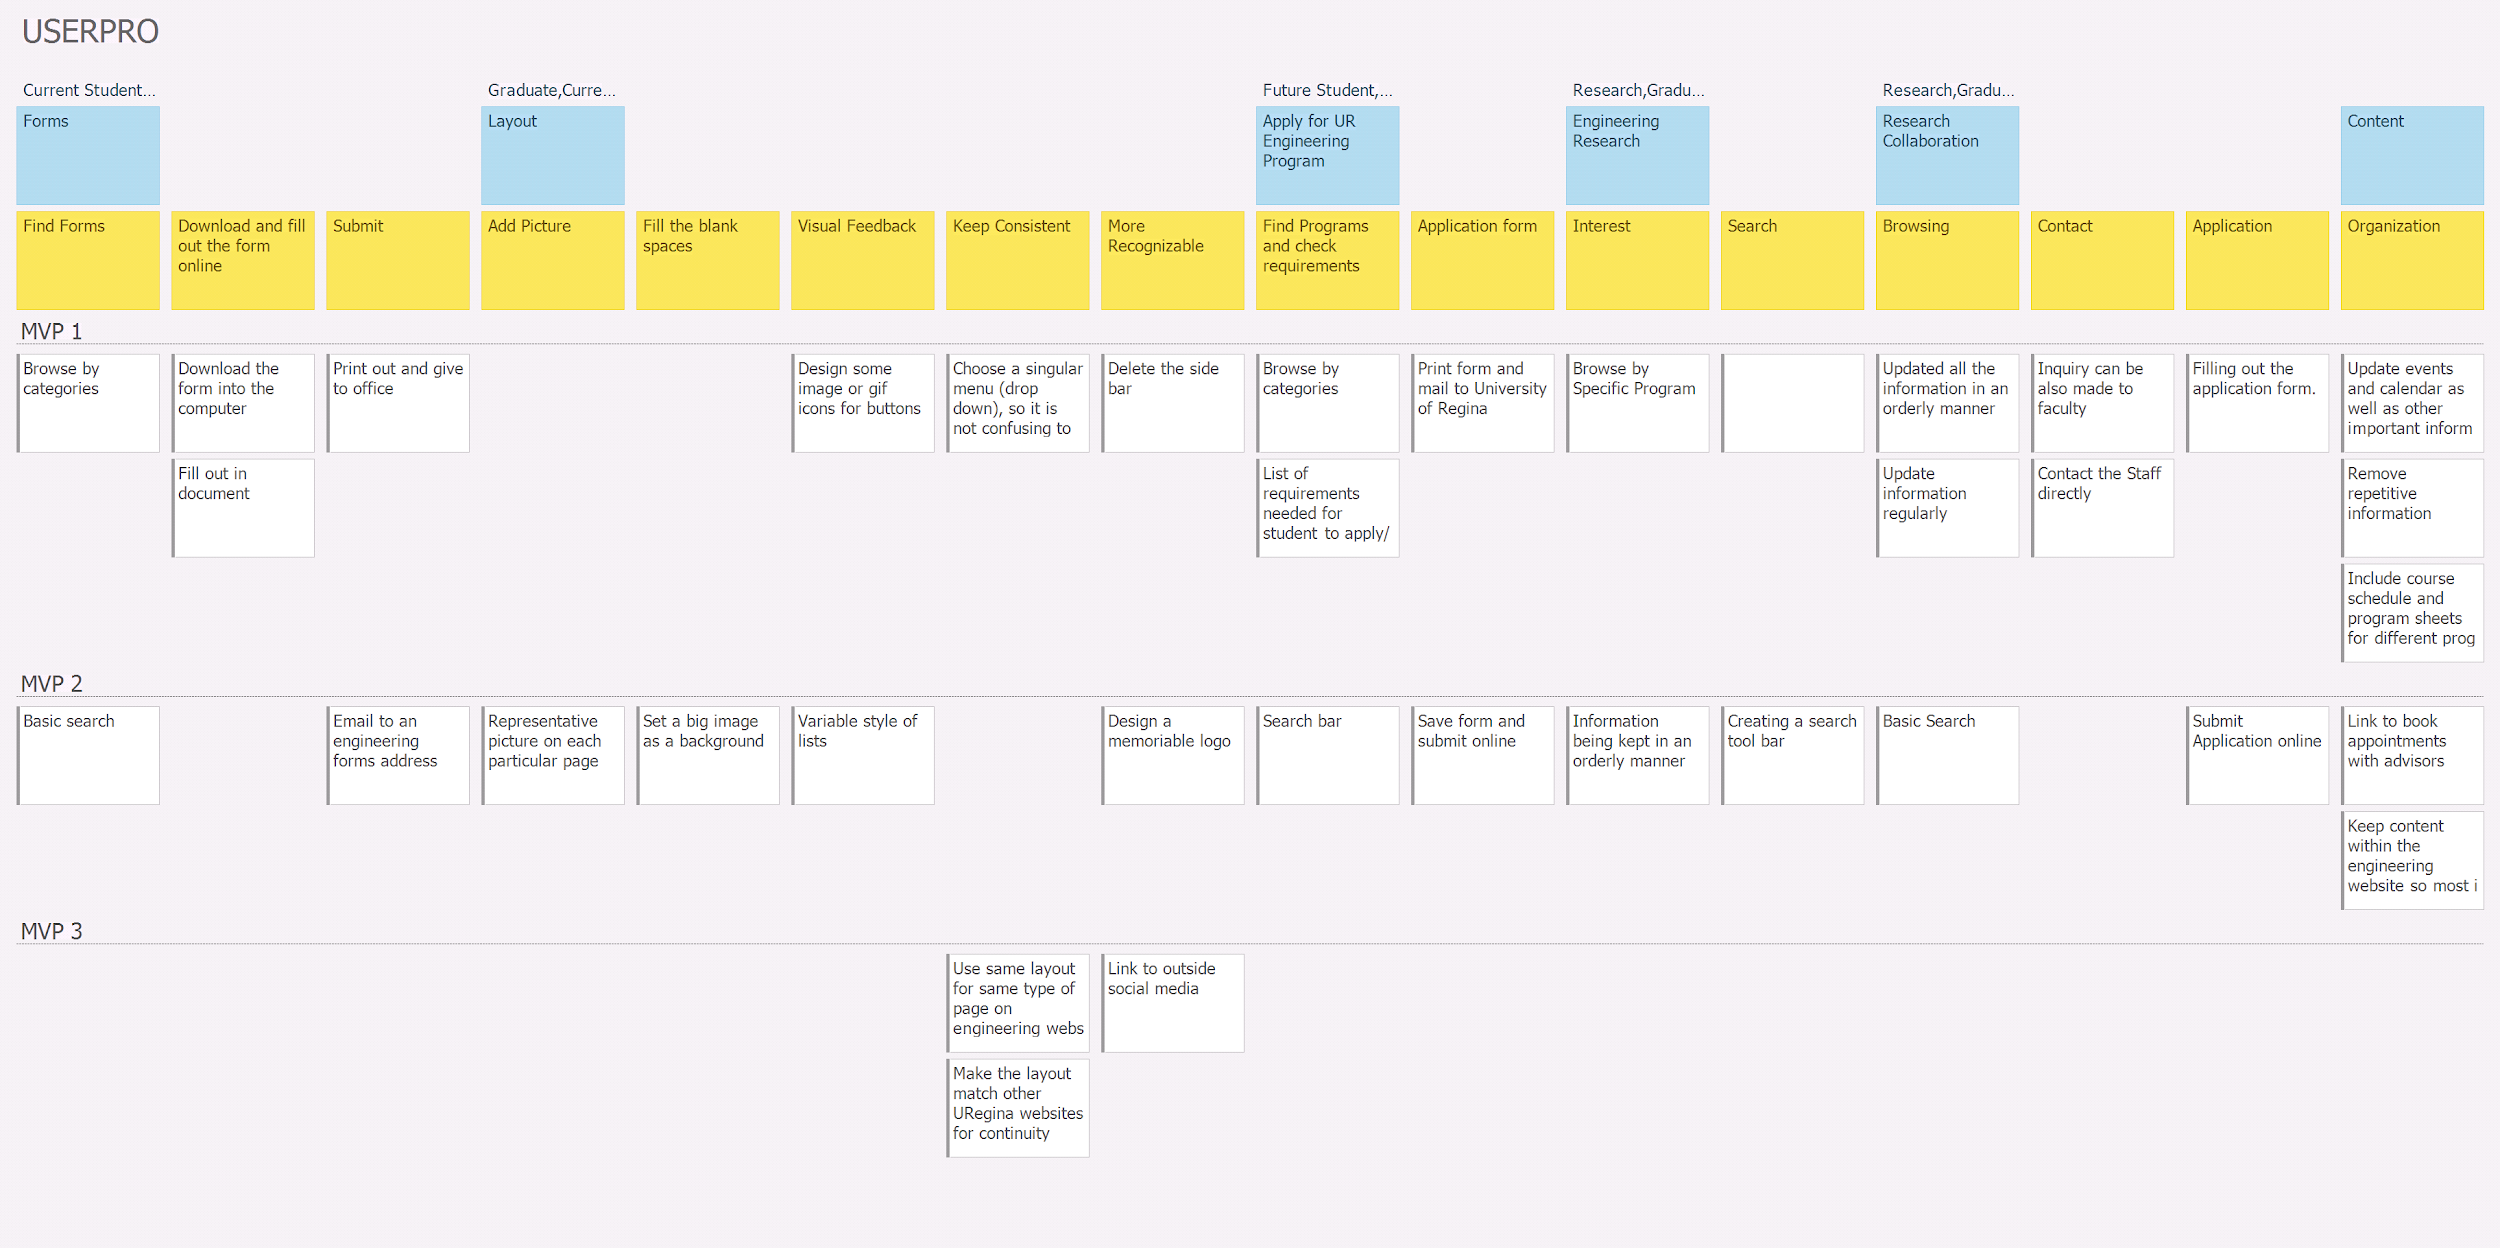 USERPRO
Current Student...
Graduate,Curre...
Future Student,...
Research,Gradu...
Research,Gradu...
Forms
Layout
Apply for UR
Engineering
Program
Engineering
Research
Research
Collaboration
Content
Find Forms
Download and fill
out the form
online
Submit
Add Picture
Fill the blank
spaces
Visual Feedback
Keep Consistent
More
Recognizable
Find Programs
and check
requirements
Application form
Interest
Search
Browsing
Contact
Application
Organization
MVP 1
Browse by
categories
Download the
form into the
computer
Print out and give
to office
Design some
image or gif
icons for buttons
Choose a singular
menu (drop
down), so it is
not confusing to
Delete the side
bar
Browse by
categories
Print form and
mail to University
of Regina
Browse by
Specific Program
Updated all the
information in an
orderly manner
Inquiry can be
also made to
faculty
Filling out the
application form.
Update events
and calendar as
well as other
important inform
Fill out in
document
List of
requirements
needed for
student to apply/
Update
information
regularly
Contact the Staff
directly
Remove
repetitive
information
Include course
schedule and
program sheets
for different prog
MVP 2
Basic search
Email to an
engineering
forms address
Representative
picture on each
particular page
Set a big image
as a background
Variable style of
lists
Design a
memoriable logo
Search bar
Save form and
submit online
Information
being kept in an
orderly manner
Creating a search
tool bar
Basic Search
Submit
Application online
Link to book
appointments
with advisors
Keep content
within the
engineering
website so most i
MVP 3
Use same layout
for same type of
page on
engineering webs
Link to outside
social media
Make the layout
match other
URegina websites
for continuity